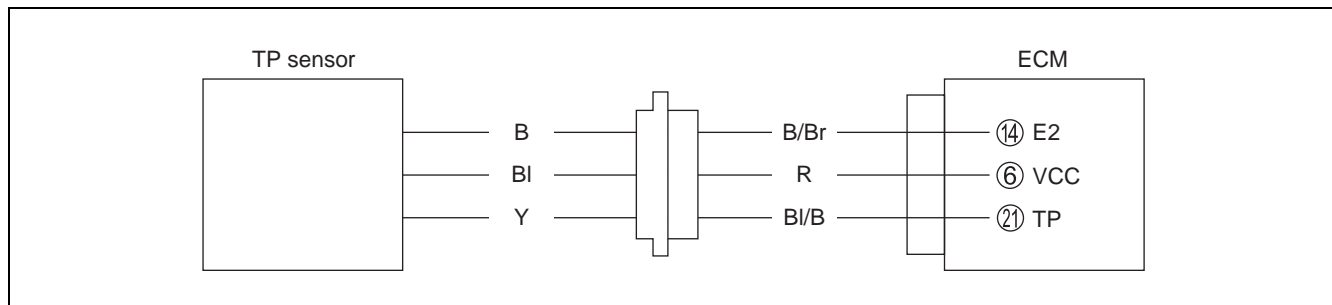 TP sensor ECM
B B/Br 14 E2
Bl R 6 VCC
Y Bl/B 21 TP